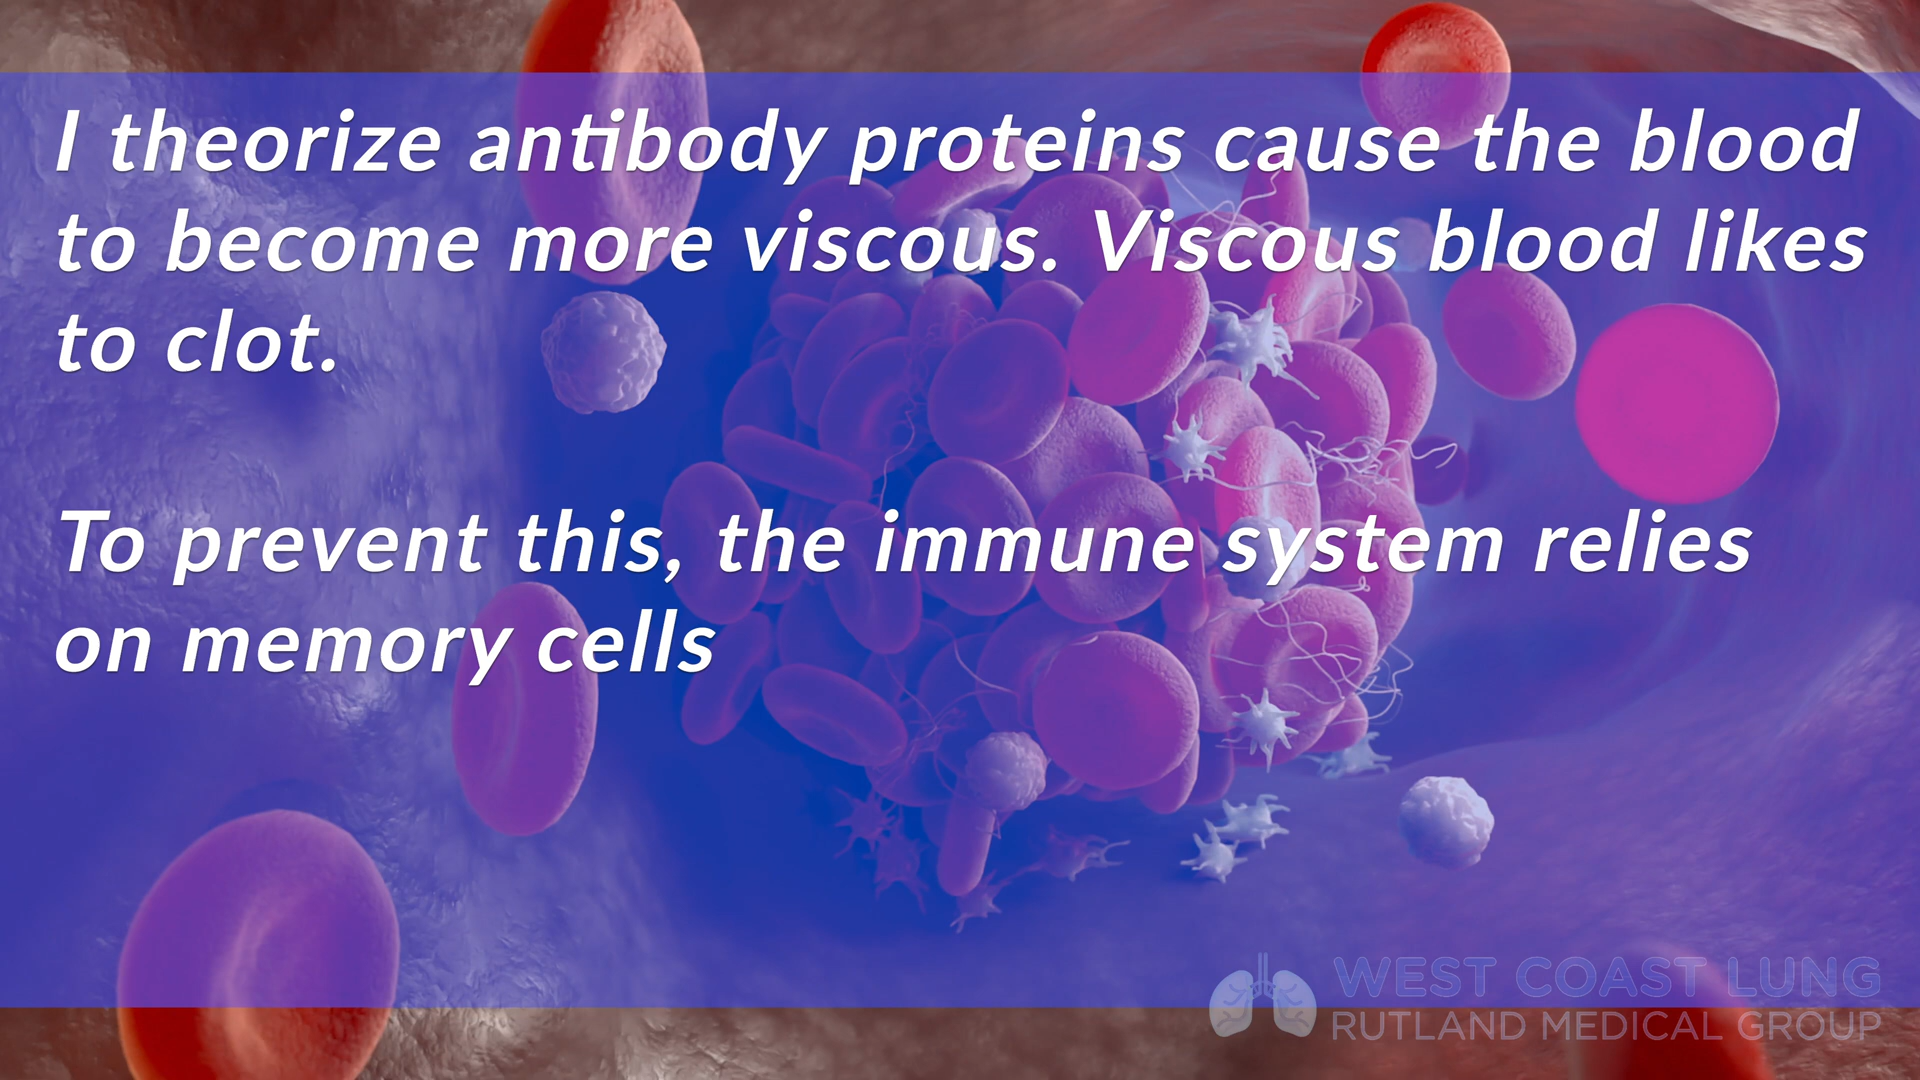 I theorize antibody proteins cause the blood
to become more viscous. Viscous blood likes
to clot.
To prevent this, the immune system relies
on memory cells
WEST COAST LUNG
RUTLAND MEDICAL GROUP